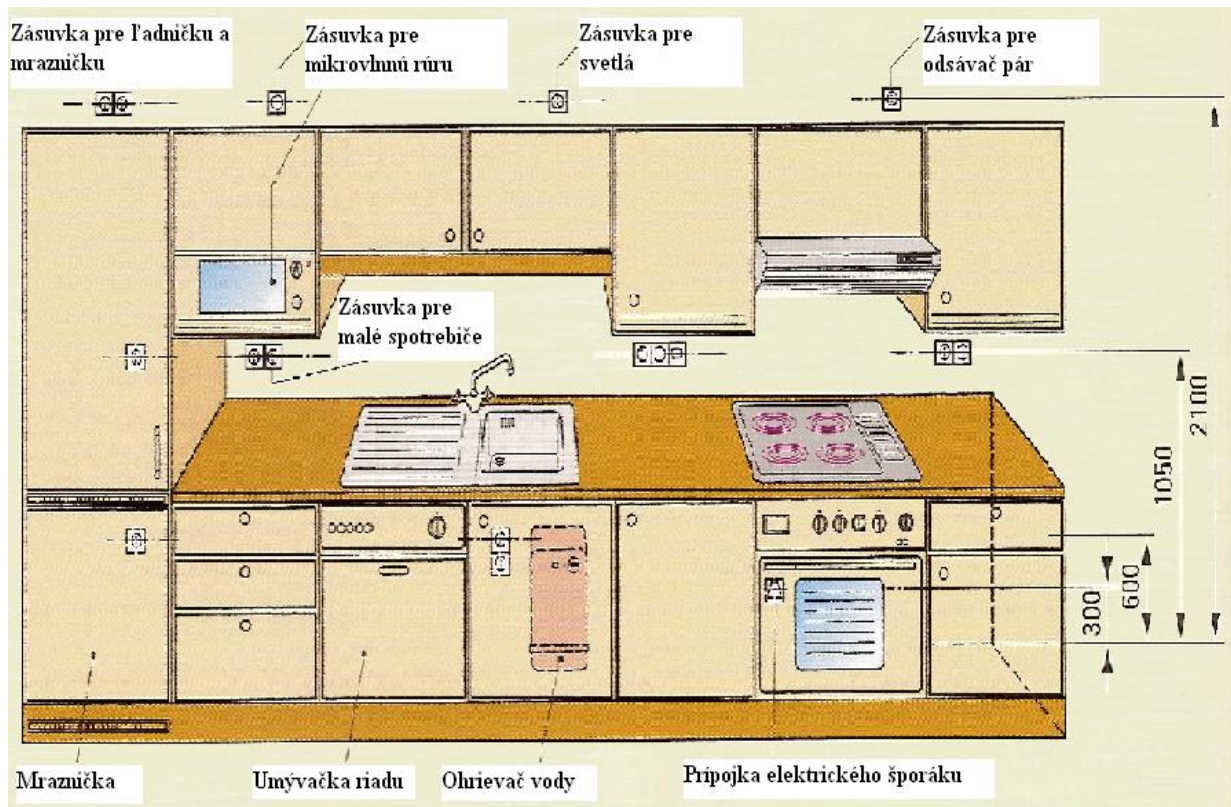 Zásuvka pre ľadničku a
mrazničku
Zásuvka pre
mikrovlnnú rúru
Zásuvka pre
svetlá
Zásuvka pre
odsávač pár
Zásuvka pre
malé spotrebiče
2100
1050
600
300
Mraznička
Umývačka riadu
Ohrievač vody
Prípojka elektrického šporáku